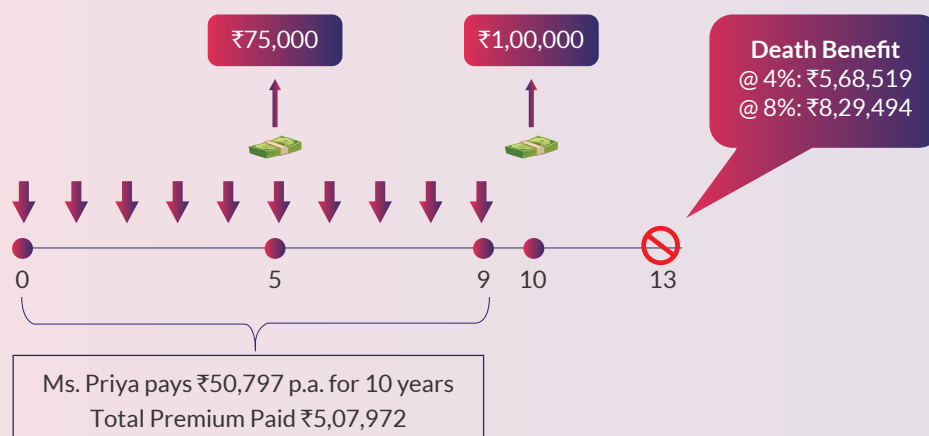 ₹75,000
₹1,00,000
Death Benefit
@ 4%: ₹5,68,519
@ 8%: ₹8,29,494
0
5
9
10
13
Ms. Priya pays ₹50,797 p.a. for 10 years
Total Premium Paid ₹5,07,972